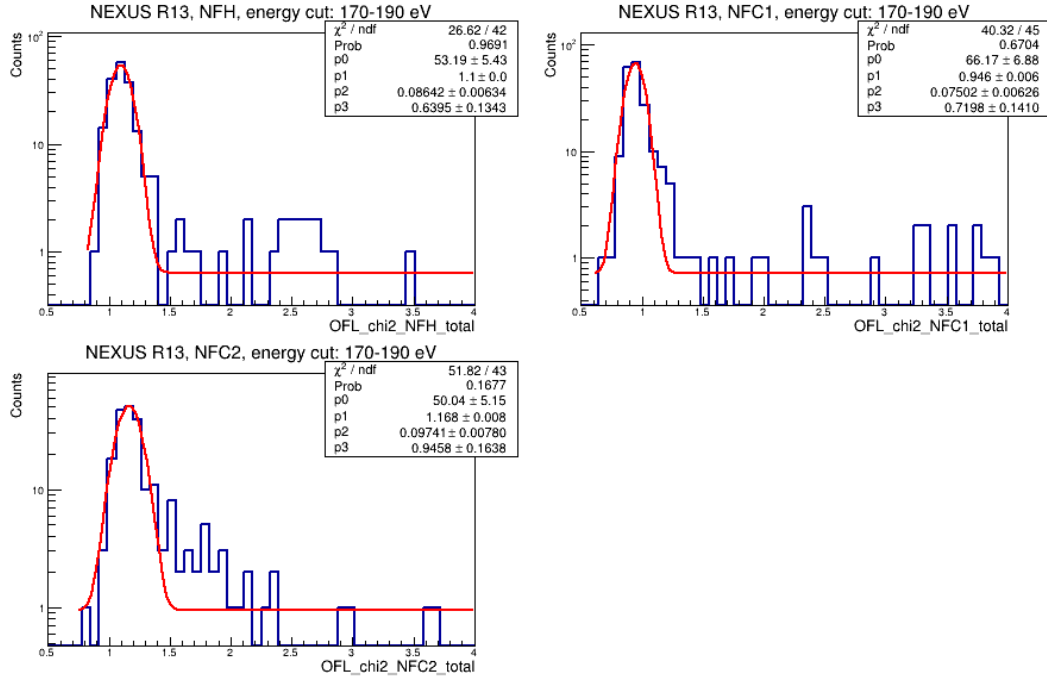 NEXUS R13, NFH, energy cut: 170-190 eV
χ² / ndf 26.62 / 42
Prob 0.9691
p0 53.19 ± 5.43
p1 1.1 ± 0.0
p2 0.08642 ± 0.00634
p3 0.6395 ± 0.1343
Counts
10²
10
1
0.5 1 1.5 2 2.5 3 3.5 4
OFL_chi2_NFH_total
NEXUS R13, NFC1, energy cut: 170-190 eV
χ² / ndf 40.32 / 45
Prob 0.6704
p0 66.17 ± 6.88
p1 0.946 ± 0.006
p2 0.07502 ± 0.00626
p3 0.7198 ± 0.1410
Counts
10²
10
1
0.5 1 1.5 2 2.5 3 3.5 4
OFL_chi2_NFC1_total
NEXUS R13, NFC2, energy cut: 170-190 eV
χ² / ndf 51.82 / 43
Prob 0.1677
p0 50.04 ± 5.15
p1 1.168 ± 0.008
p2 0.09741 ± 0.00780
p3 0.9458 ± 0.1638
Counts
10
1
0.5 1 1.5 2 2.5 3 3.5 4
OFL_chi2_NFC2_total